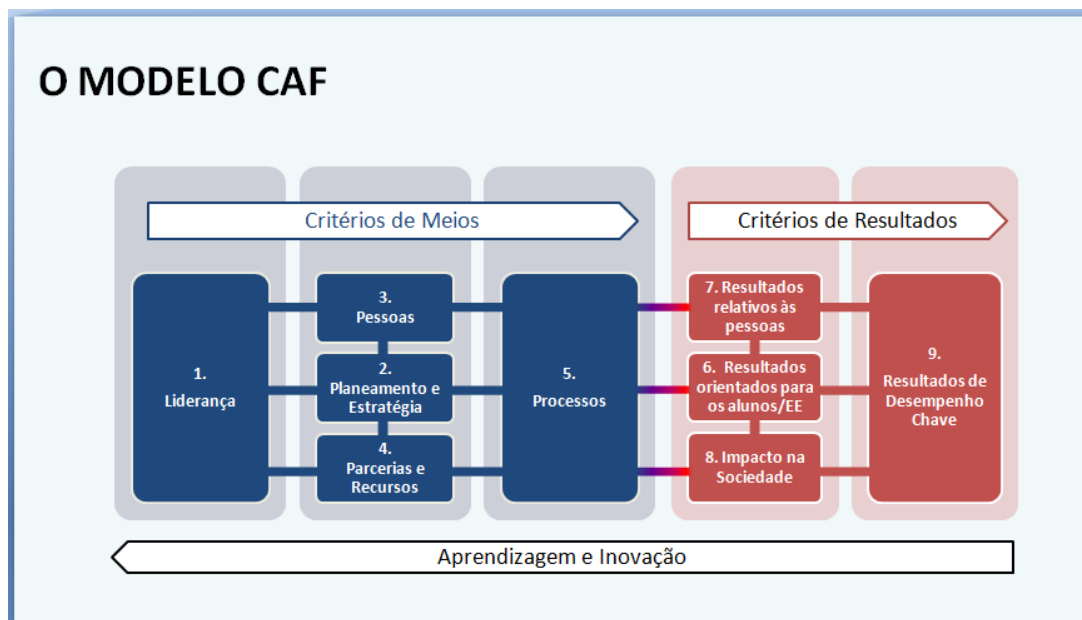 O MODELO CAF
Critérios de Meios
Critérios de Resultados
1.
Liderança
3.
Pessoas
2.
Planeamento e
Estratégia
4.
Parcerias e
Recursos
5.
Processos
7. Resultados
relativos às
pessoas
6. Resultados
orientados para
os alunos/EE
8. Impacto na
Sociedade
9.
Resultados de
Desempenho
Chave
Aprendizagem e Inovação